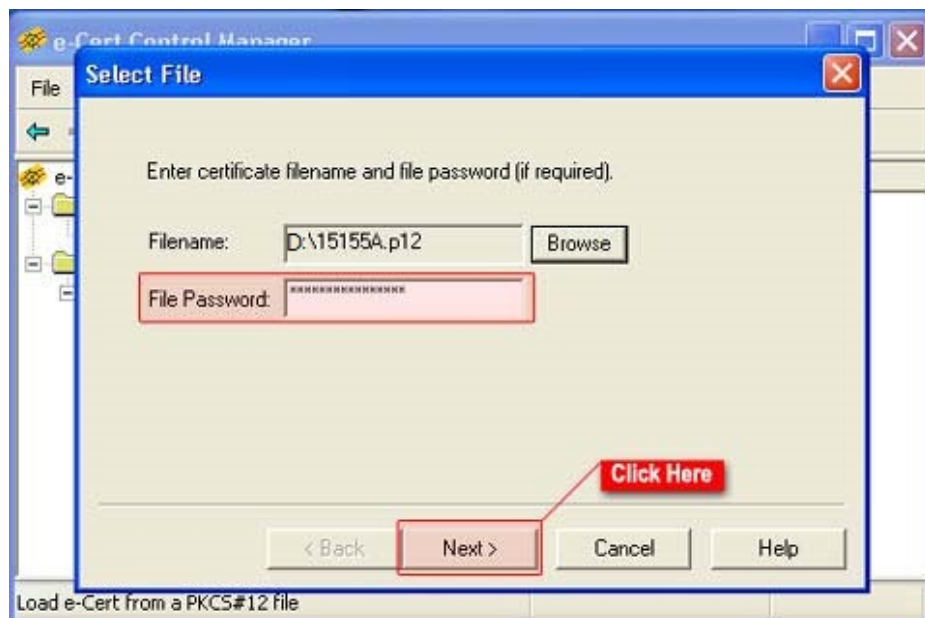 e-Cert Control Manager
Select File
File
e-
Enter certificate filename and file password (if required).
Filename: D:\15155A.p12 Browse
File Password: ****************
Click Here
< Back Next > Cancel Help
Load e-Cert from a PKCS#12 file